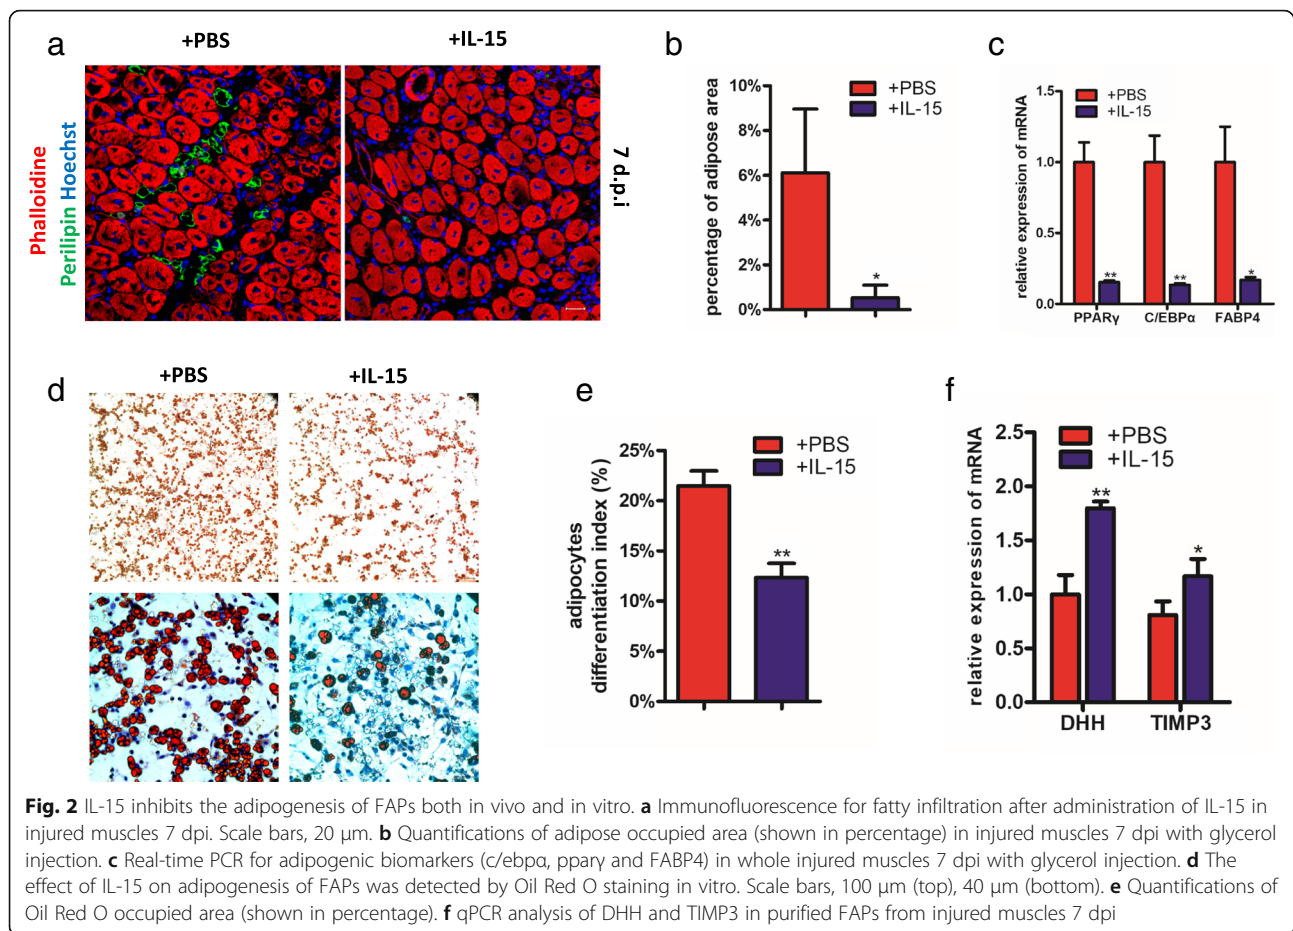 a
+PBS
+IL-15
Phalloidine
Perilipin Hoechst
7 d.p.i
b
percentage of adipose area
10%
8%
6%
4%
2%
0%
+PBS
+IL-15
*
c
relative expression of mRNA
1.5
1.0
0.5
0.0
+PBS
+IL-15
** ** *
PPARγ C/EBPα FABP4
d
+PBS
+IL-15
e
adipocytes
differentiation index (%)
25%
20%
15%
10%
5%
0%
+PBS
+IL-15
**
f
relative expression of mRNA
2.5
2.0
1.5
1.0
0.5
0.0
+PBS
+IL-15
** *
DHH TIMP3
Fig. 2 IL-15 inhibits the adipogenesis of FAPs both in vivo and in vitro. a Immunofluorescence for fatty infiltration after administration of IL-15 in
injured muscles 7 dpi. Scale bars, 20 μm. b Quantifications of adipose occupied area (shown in percentage) in injured muscles 7 dpi with glycerol
injection. c Real-time PCR for adipogenic biomarkers (c/ebpα, pparγ and FABP4) in whole injured muscles 7 dpi with glycerol injection. d The
effect of IL-15 on adipogenesis of FAPs was detected by Oil Red O staining in vitro. Scale bars, 100 μm (top), 40 μm (bottom). e Quantifications of
Oil Red O occupied area (shown in percentage). f qPCR analysis of DHH and TIMP3 in purified FAPs from injured muscles 7 dpi